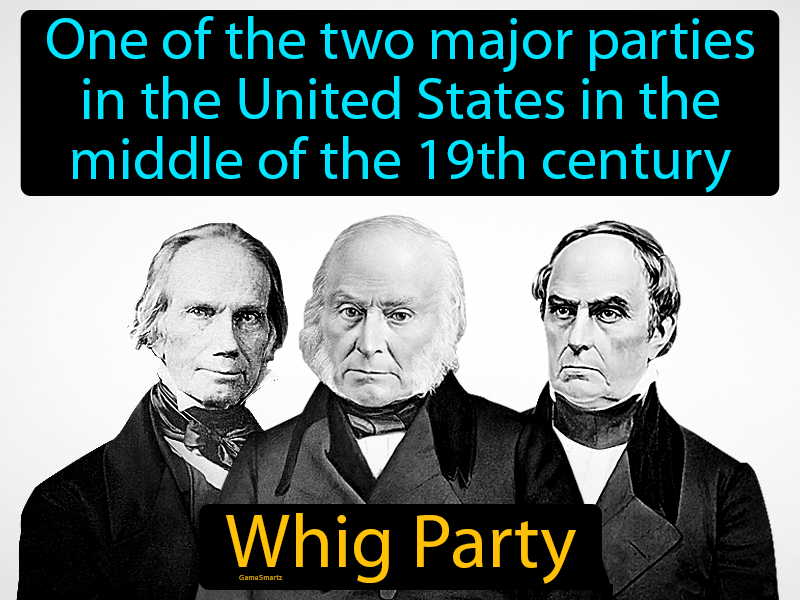 One of the two major parties
in the United States in the
middle of the 19th century
Whig Party
GameSmartz